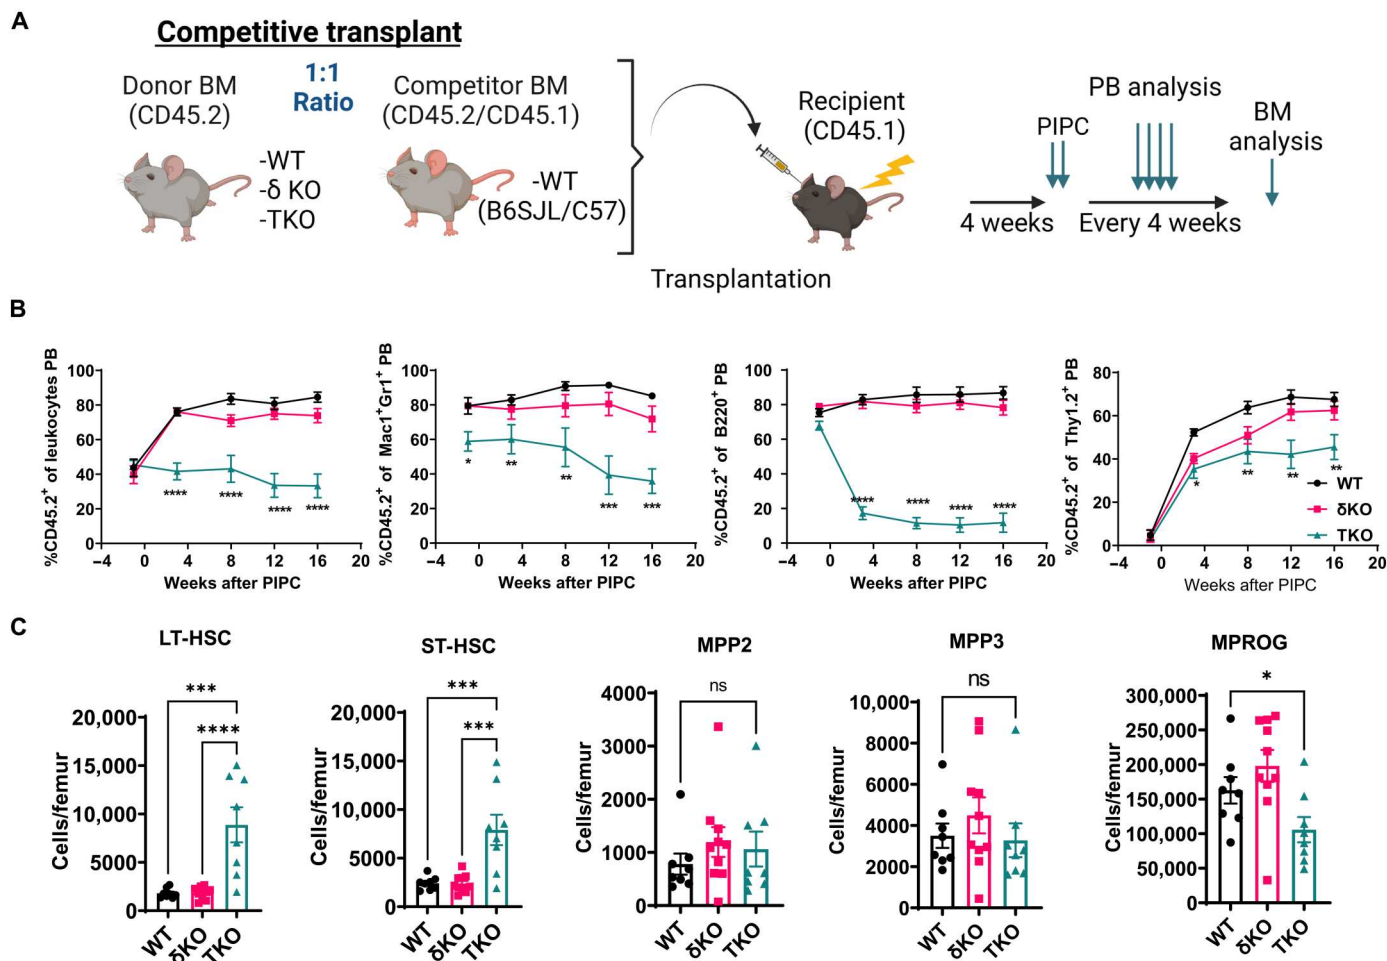 A
Competitive transplant
Donor BM
(CD45.2)
1:1
Ratio
Competitor BM
(CD45.2/CD45.1)
-WT
-δ KO
-TKO
-WT
(B6SJL/C57)
Transplantation
Recipient
(CD45.1)
PIPC
PB analysis
BM
analysis
4 weeks
Every 4 weeks
B
%CD45.2+ of leukocytes PB
100
80
60
40
20
0
**** **** **** ****
−4 0 4 8 12 16 20
Weeks after PIPC
%CD45.2+ of Mac1+Gr1+ PB
100
80
60
40
20
0
* ** ** *** ***
−4 0 4 8 12 16 20
Weeks after PIPC
%CD45.2+ of B220+ PB
100
80
60
40
20
0
**** **** **** ****
−4 0 4 8 12 16 20
Weeks after PIPC
%CD45.2+ of Thy1.2+ PB
80
60
40
20
0
* ** ** **
WT
δKO
TKO
−4 0 4 8 12 16 20
Weeks after PIPC
C
LT-HSC
***
****
Cells/femur
20,000
15,000
10,000
5000
0
WT δKO TKO
ST-HSC
***
***
Cells/femur
20,000
15,000
10,000
5000
0
WT δKO TKO
MPP2
ns
Cells/femur
4000
3000
2000
1000
0
WT δKO TKO
MPP3
ns
Cells/femur
10,000
8000
6000
4000
2000
0
WT δKO TKO
MPROG
*
Cells/femur
300,000
250,000
200,000
150,000
100,000
50,000
0
WT δKO TKO